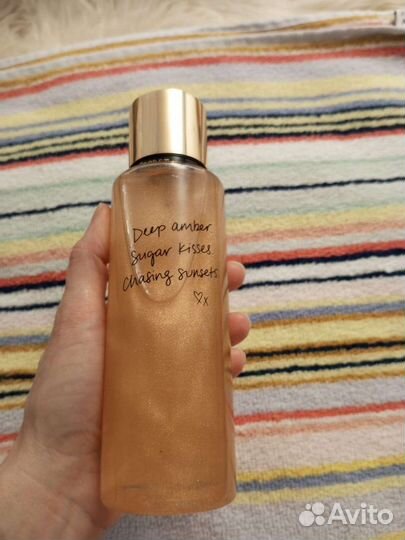 Deep amber.
Sugar kisses.
Chasing sunsets.
x
Avito